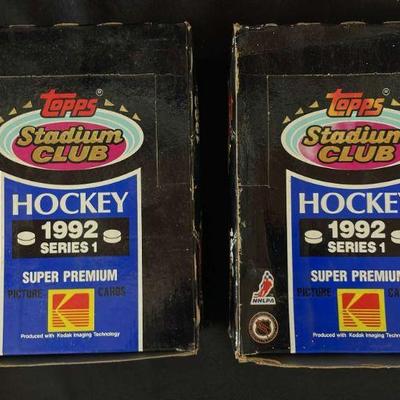 TOPPS ®
Stadium
CLUB
HOCKEY
1992
SERIES 1
SUPER PREMIUM
PICTURE CARDS
Produced with Kodak Imaging Technology
TOPPS ®
Stadium
CLUB
HOCKEY
1992
SERIES 1
SUPER PREMIUM
PICTURE CARDS
NHLPA
Produced with Kodak Imaging Technology